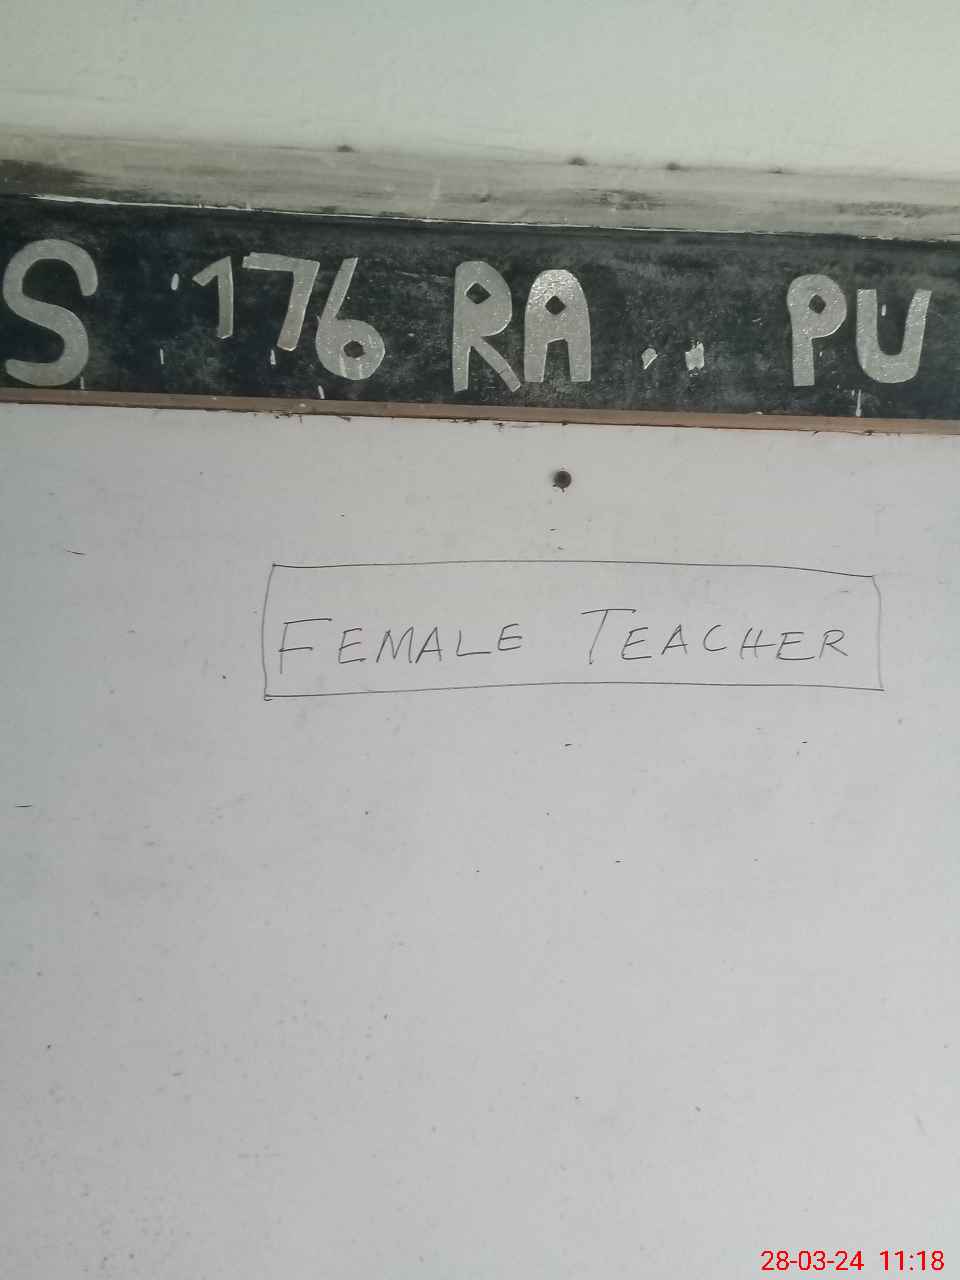 S 176 RA .. PU
FEMALE TEACHER
28-03-24 11:18